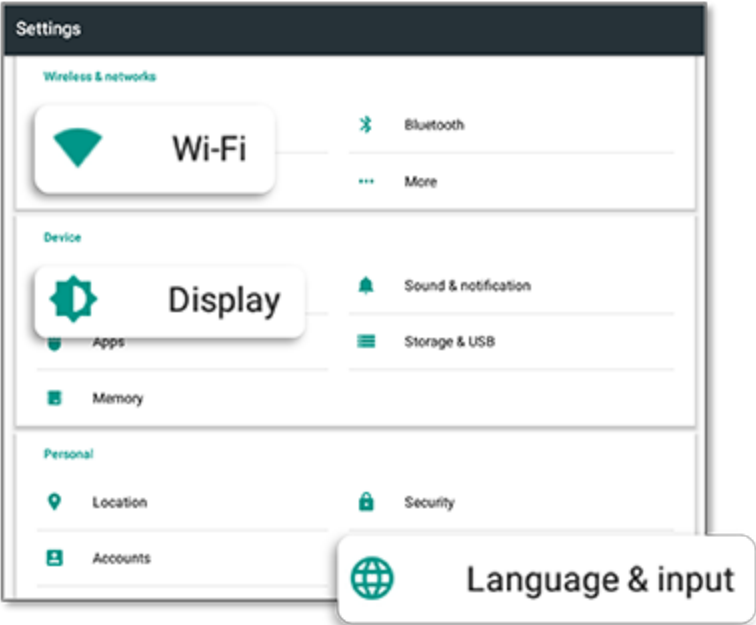 Settings
Wireless & networks
Wi-Fi
Bluetooth
More
Device
Display
Sound & notification
Apps
Storage & USB
Memory
Personal
Location
Security
Accounts
Language & input